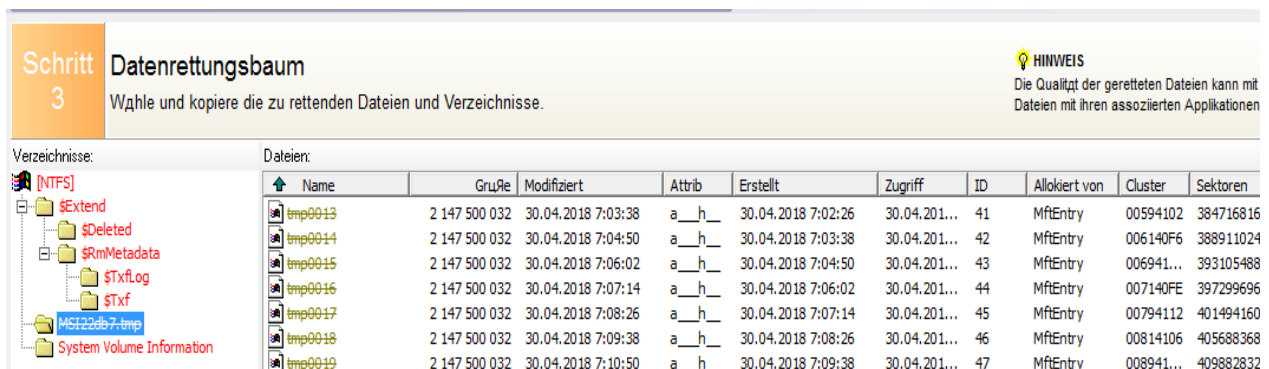 Schritt 3
Datenrettungsbaum
Wдhle und kopiere die zu rettenden Dateien und Verzeichnisse.
HINWEIS
Die Qualitдt der geretteten Dateien kann mit
Dateien mit ihren assoziierten Applikationen
Verzeichnisse:
[NTFS]
$Extend
$Deleted
$RmMetadata
$TxfLog
$Txf
MSI22db7.tmp
System Volume Information
Dateien:
Name GrцЯe Modifiziert Attrib Erstellt Zugriff ID Allokiert von Cluster Sektoren
tmp0013 2 147 500 032 30.04.2018 7:03:38 a__h__ 30.04.2018 7:02:26 30.04.201... 41 MftEntry 00594102 384716816
tmp0014 2 147 500 032 30.04.2018 7:04:50 a__h__ 30.04.2018 7:03:38 30.04.201... 42 MftEntry 006140F6 388911024
tmp0015 2 147 500 032 30.04.2018 7:06:02 a__h__ 30.04.2018 7:04:50 30.04.201... 43 MftEntry 006941... 393105488
tmp0016 2 147 500 032 30.04.2018 7:07:14 a__h__ 30.04.2018 7:06:02 30.04.201... 44 MftEntry 007140FE 397299696
tmp0017 2 147 500 032 30.04.2018 7:08:26 a__h__ 30.04.2018 7:07:14 30.04.201... 45 MftEntry 00794112 401494160
tmp0018 2 147 500 032 30.04.2018 7:09:38 a__h__ 30.04.2018 7:08:26 30.04.201... 46 MftEntry 00814106 405688368
tmp0019 2 147 500 032 30.04.2018 7:10:50 a__h__ 30.04.2018 7:09:38 30.04.201... 47 MftEntry 008941... 409882832